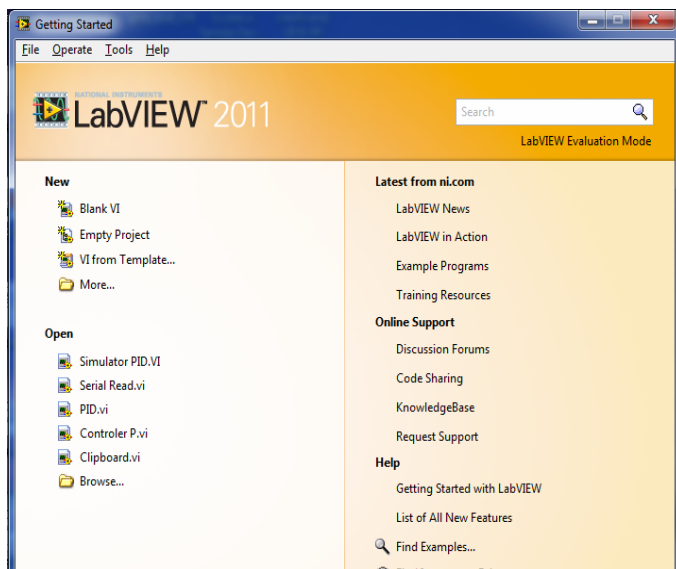 Getting Started
File Operate Tools Help
NATIONAL INSTRUMENTS
LabVIEW™ 2011
Search
LabVIEW Evaluation Mode
New
Blank VI
Empty Project
VI from Template...
More...
Open
Simulator PID.VI
Serial Read.vi
PID.vi
Controler P.vi
Clipboard.vi
Browse...
Latest from ni.com
LabVIEW News
LabVIEW in Action
Example Programs
Training Resources
Online Support
Discussion Forums
Code Sharing
KnowledgeBase
Request Support
Help
Getting Started with LabVIEW
List of All New Features
Find Examples...